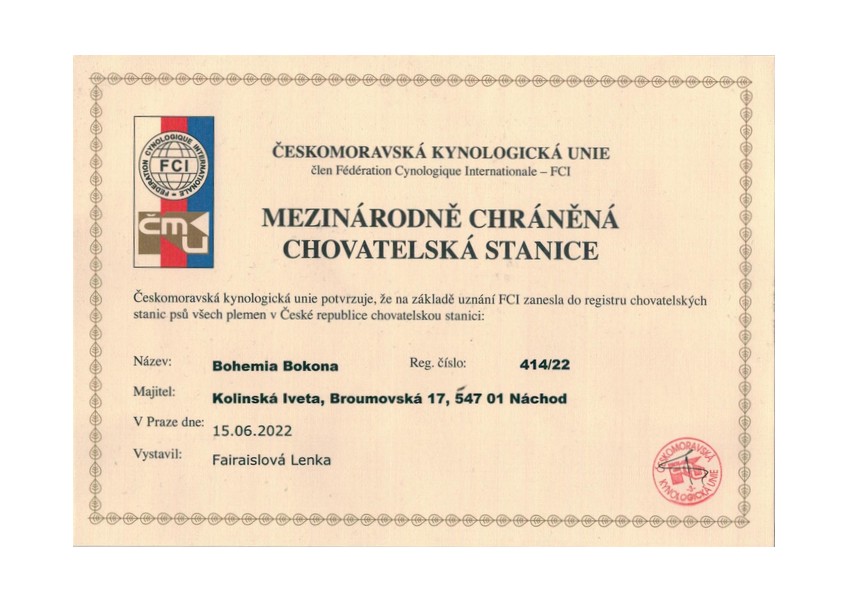 FEDERATION CYNOLOGIQUE INTERNATIONALE
FCI
čmku
ČESKOMORAVSKÁ KYNOLOGICKÁ UNIE
člen Fédération Cynologique Internationale – FCI
MEZINÁRODNĚ CHRÁNĚNÁ
CHOVATELSKÁ STANICE
Českomoravská kynologická unie potvrzuje, že na základě uznání FCI zanesla do registru chovatelských
stanic psů všech plemen v České republice chovatelskou stanici:
Název: Bohemia Bokona Reg. číslo: 414/22
Majitel: Kolinská Iveta, Broumovská 17, 547 01 Náchod
V Praze dne: 15.06.2022
Vystavil: Fairaislová Lenka
ČESKOMORAVSKÁ KYNOLOGICKÁ UNIE